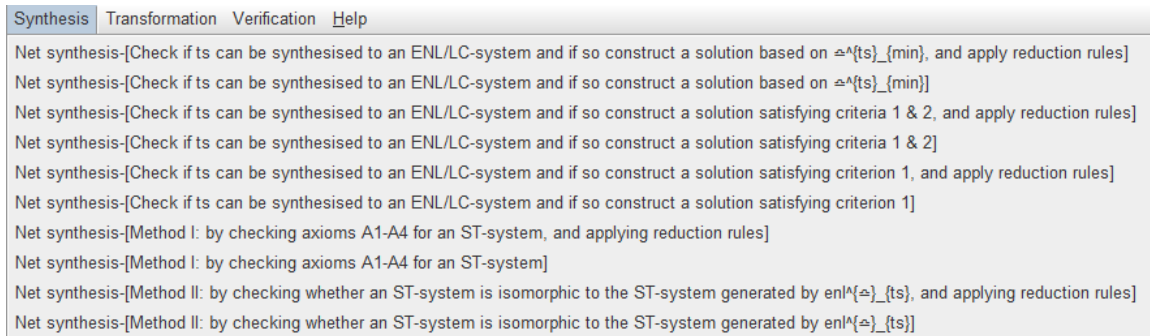 Synthesis Transformation Verification Help
Net synthesis-[Check if ts can be synthesised to an ENL/LC-system and if so construct a solution based on ≏^{ts}_{min}, and apply reduction rules]
Net synthesis-[Check if ts can be synthesised to an ENL/LC-system and if so construct a solution based on ≏^{ts}_{min}]
Net synthesis-[Check if ts can be synthesised to an ENL/LC-system and if so construct a solution satisfying criteria 1 & 2, and apply reduction rules]
Net synthesis-[Check if ts can be synthesised to an ENL/LC-system and if so construct a solution satisfying criteria 1 & 2]
Net synthesis-[Check if ts can be synthesised to an ENL/LC-system and if so construct a solution satisfying criterion 1, and apply reduction rules]
Net synthesis-[Check if ts can be synthesised to an ENL/LC-system and if so construct a solution satisfying criterion 1]
Net synthesis-[Method I: by checking axioms A1-A4 for an ST-system, and applying reduction rules]
Net synthesis-[Method I: by checking axioms A1-A4 for an ST-system]
Net synthesis-[Method II: by checking whether an ST-system is isomorphic to the ST-system generated by enl^{≏}_{ts}, and applying reduction rules]
Net synthesis-[Method II: by checking whether an ST-system is isomorphic to the ST-system generated by enl^{≏}_{ts}]